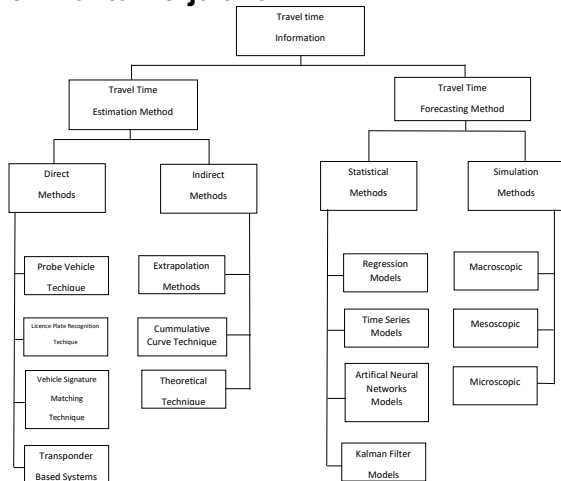 Travel time
Information
Travel Time
Estimation Method
Travel Time
Forecasting Method
Direct
Methods
Indirect
Methods
Statistical
Methods
Simulation
Methods
Probe Vehicle
Techique
Licence Plate Recognition
Techique
Vehicle Signature
Matching
Technique
Transponder
Based Systems
Extrapolation
Methods
Cummulative
Curve Technique
Theoretical
Technique
Regression
Models
Time Series
Models
Artifical Neural
Networks
Models
Kalman Filter
Models
Macroscopic
Mesoscopic
Microscopic